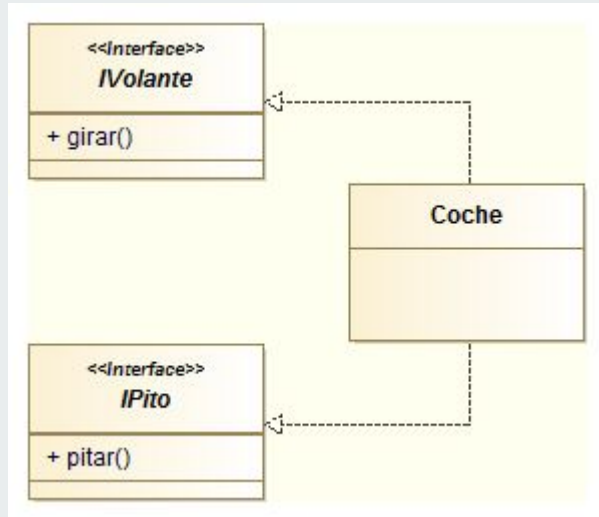 <<Interface>>
IVolante
+ girar()
Coche
<<Interface>>
IPito
+ pitar()